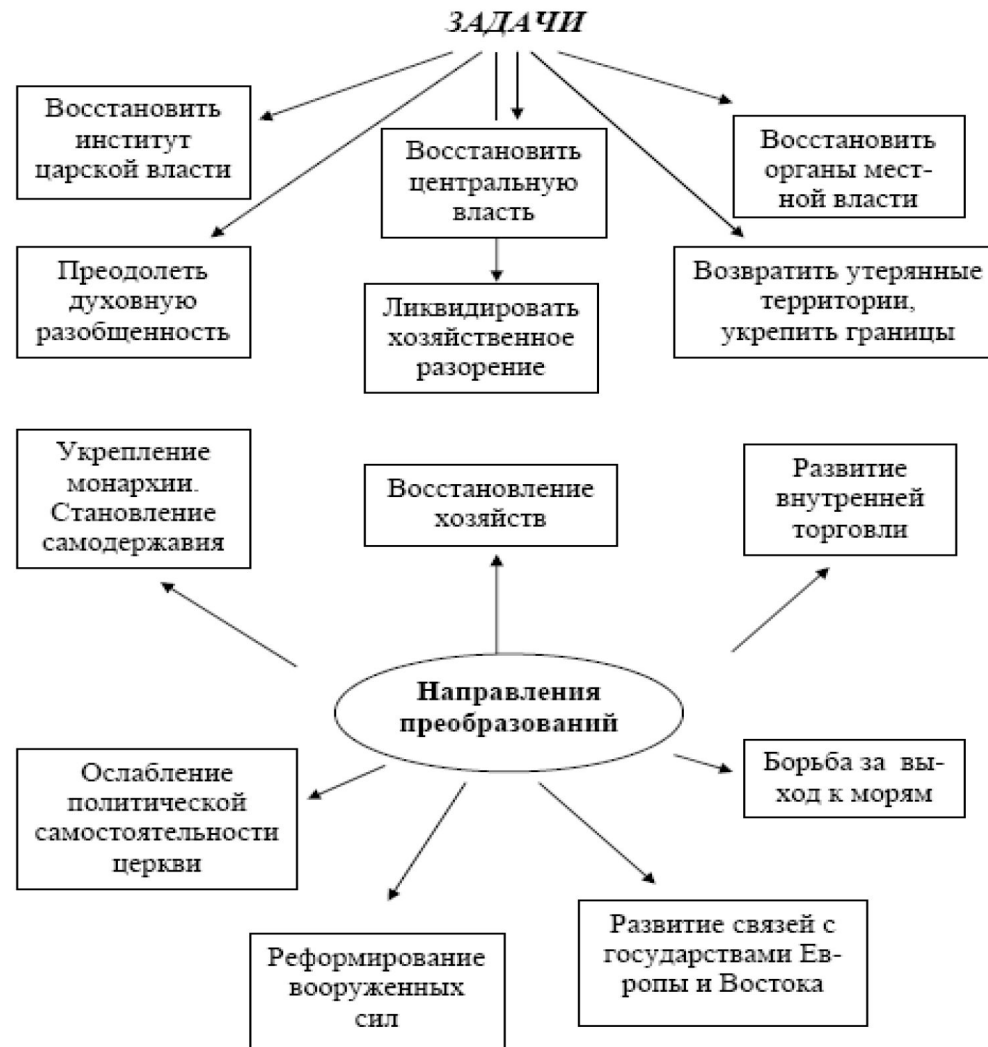 ЗАДАЧИ
Восстановить
институт
царской власти
Восстановить
центральную
власть
Восстановить
органы мест-
ной власти
Преодолеть
духовную
разобщенность
Ликвидировать
хозяйственное
разорение
Возвратить утерянные
территории,
укрепить границы
Укрепление
монархии.
Становление
самодержавия
Восстановление
хозяйств
Развитие
внутренней
торговли
Направления
преобразований
Ослабление
политической
самостоятельности
церкви
Борьба за вы-
ход к морям
Реформирование
вооруженных
сил
Развитие связей с
государствами Ев-
ропы и Востока